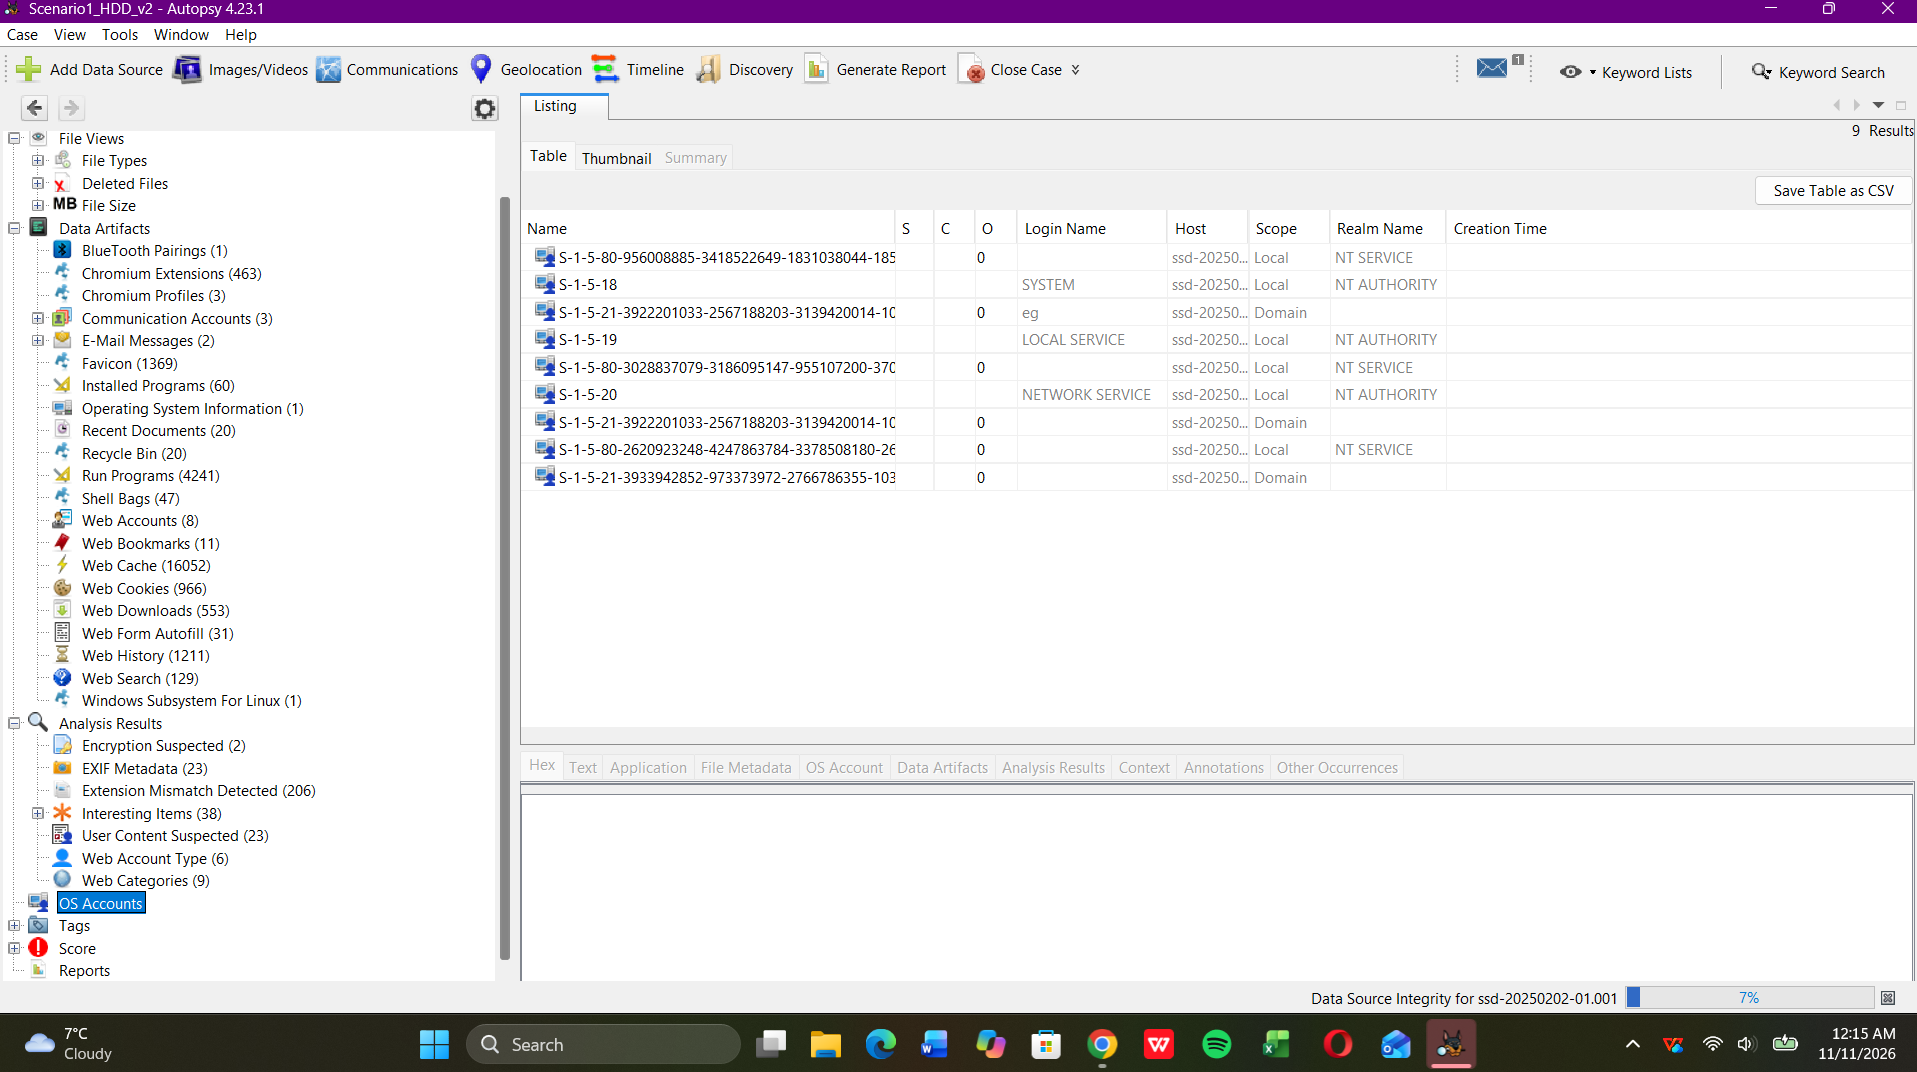 Scenario1_HDD_v2 - Autopsy 4.23.1
Case View Tools Window Help
Add Data Source Images/Videos Communications Geolocation Timeline Discovery Generate Report Close Case 1 Keyword Lists Keyword Search
Listing
9 Results
Table Thumbnail Summary
Save Table as CSV
File Views
File Types
Deleted Files
MB File Size
Data Artifacts
BlueTooth Pairings (1)
Chromium Extensions (463)
Chromium Profiles (3)
Communication Accounts (3)
E-Mail Messages (2)
Favicon (1369)
Installed Programs (60)
Operating System Information (1)
Recent Documents (20)
Recycle Bin (20)
Run Programs (4241)
Shell Bags (47)
Web Accounts (8)
Web Bookmarks (11)
Web Cache (16052)
Web Cookies (966)
Web Downloads (553)
Web Form Autofill (31)
Web History (1211)
Web Search (129)
Windows Subsystem For Linux (1)
Analysis Results
Encryption Suspected (2)
EXIF Metadata (23)
Extension Mismatch Detected (206)
Interesting Items (38)
User Content Suspected (23)
Web Account Type (6)
Web Categories (9)
OS Accounts
Tags
Score
Reports
Name S C O Login Name Host Scope Realm Name Creation Time
S-1-5-80-956008885-3418522649-1831038044-185 0 ssd-20250... Local NT SERVICE
S-1-5-18 SYSTEM ssd-20250... Local NT AUTHORITY
S-1-5-21-3922201033-2567188203-3139420014-10 0 eg ssd-20250... Domain
S-1-5-19 LOCAL SERVICE ssd-20250... Local NT AUTHORITY
S-1-5-80-3028837079-3186095147-955107200-370 0 ssd-20250... Local NT SERVICE
S-1-5-20 NETWORK SERVICE ssd-20250... Local NT AUTHORITY
S-1-5-21-3922201033-2567188203-3139420014-10 0 ssd-20250... Domain
S-1-5-80-2620923248-4247863784-3378508180-26 0 ssd-20250... Local NT SERVICE
S-1-5-21-3933942852-973373972-2766786355-103 0 ssd-20250... Domain
Hex Text Application File Metadata OS Account Data Artifacts Analysis Results Context Annotations Other Occurrences
Data Source Integrity for ssd-20250202-01.001 7%
7°C
Cloudy
Search
12:15 AM
11/11/2026